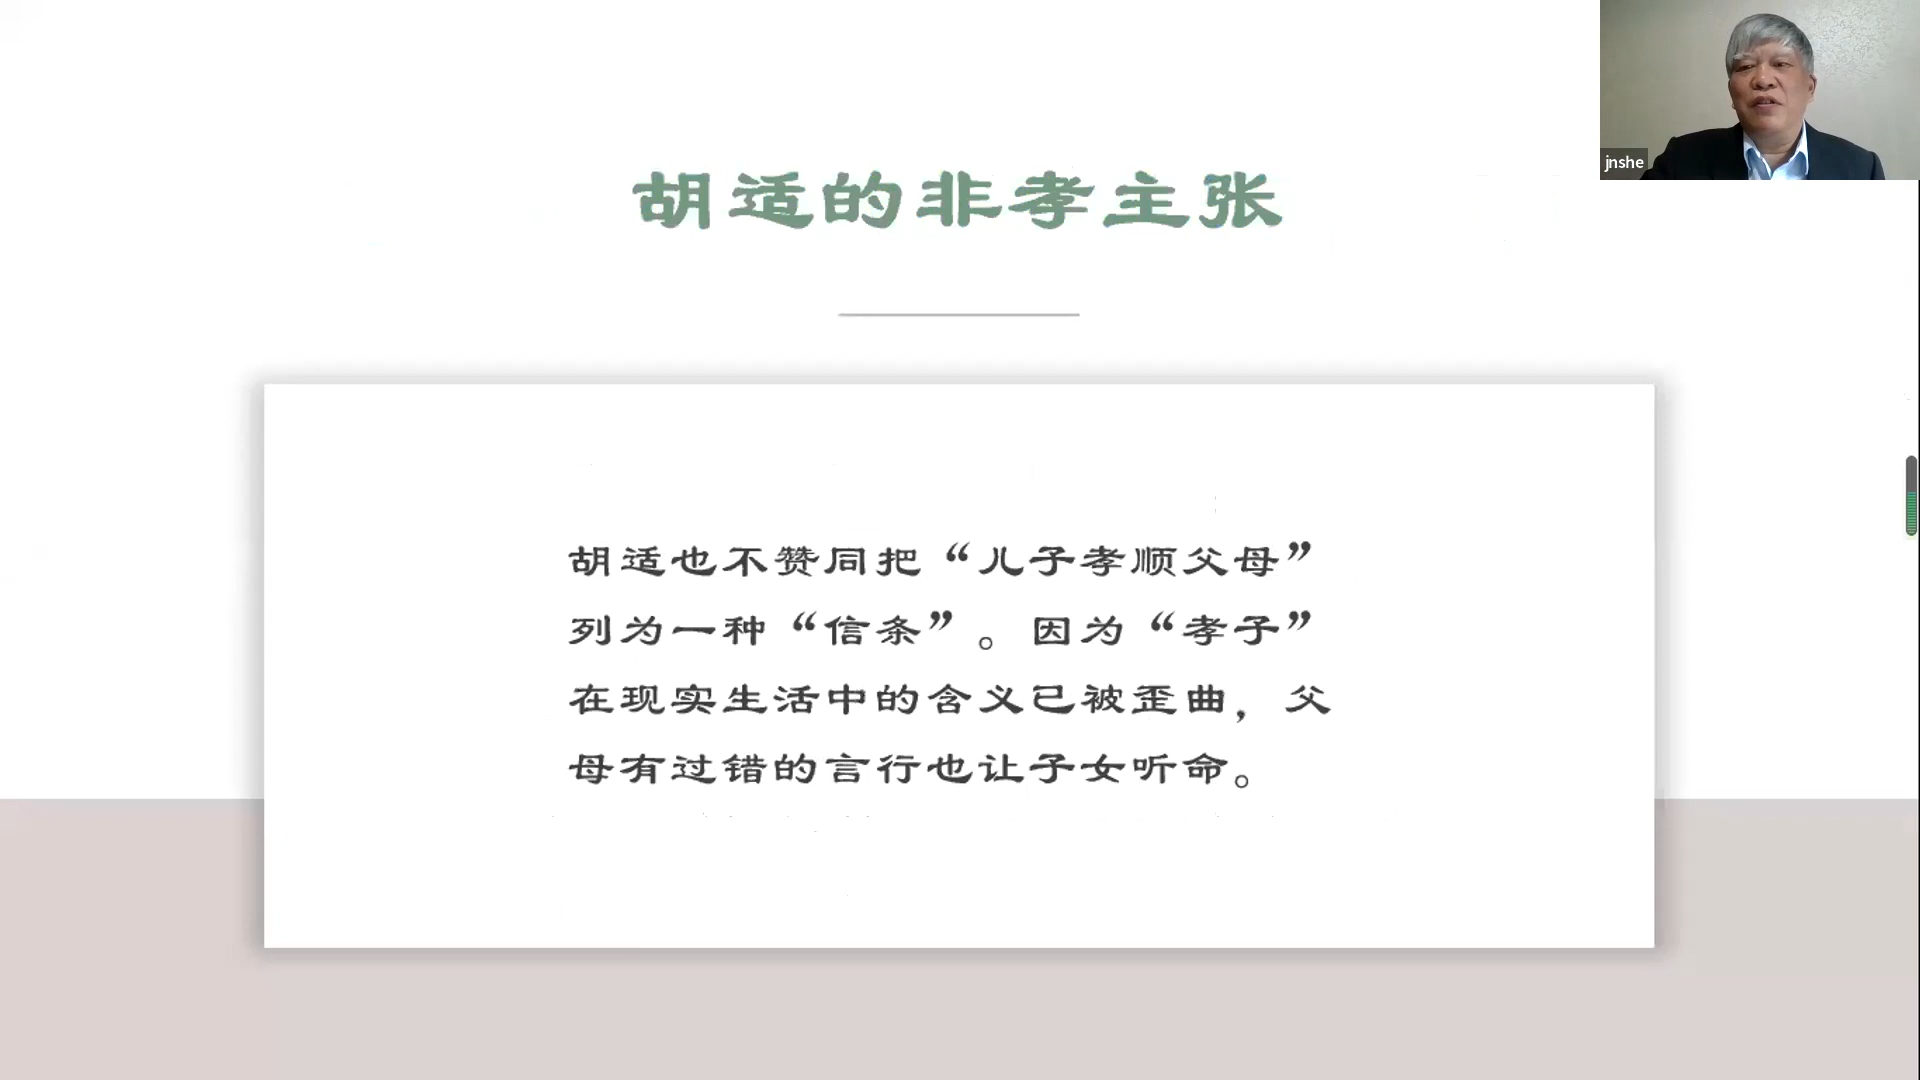 胡适的非孝主张
jnshe
胡适也不赞同把“儿子孝顺父母”
列为一种“信条”。因为“孝子”
在现实生活中的含义已被歪曲，父
母有过错的言行也让子女听命。